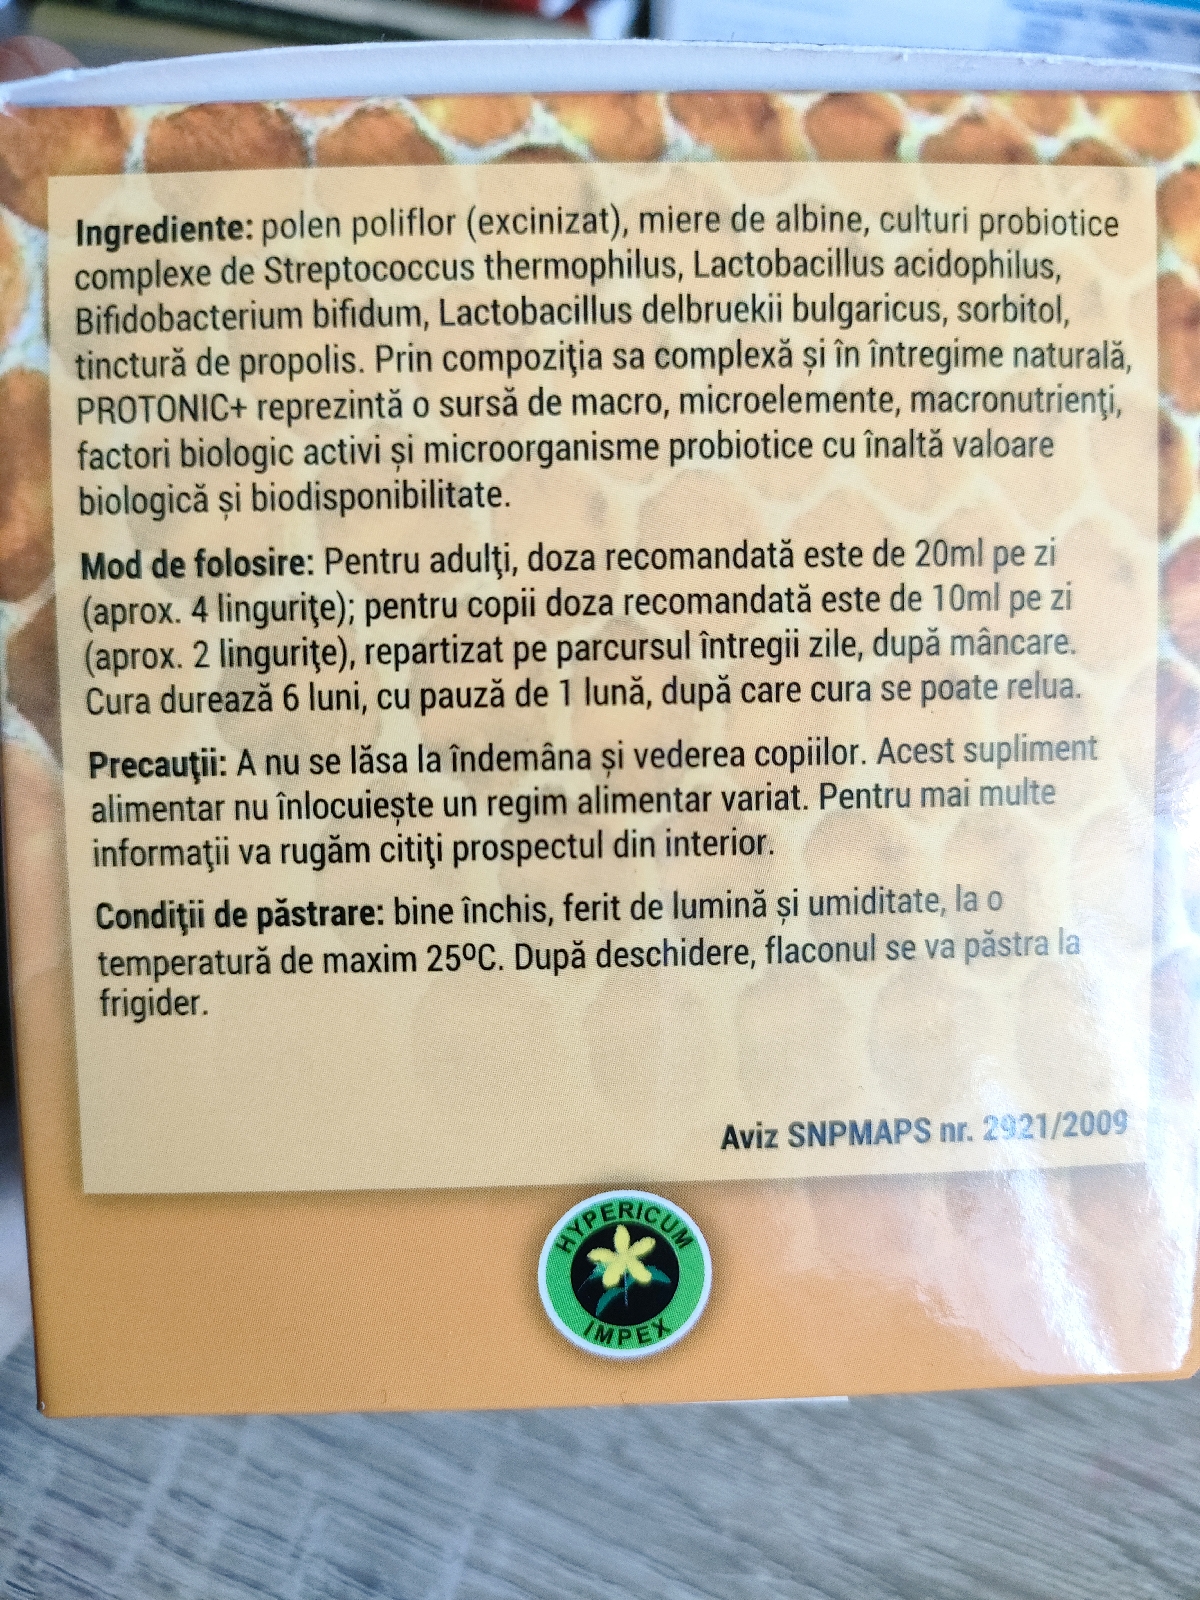 Ingrediente: polen poliflor (excinizat), miere de albine, culturi probiotice
complexe de Streptococcus thermophilus, Lactobacillus acidophilus,
Bifidobacterium bifidum, Lactobacillus delbruekii bulgaricus, sorbitol,
tinctură de propolis. Prin compoziţia sa complexă și în întregime naturală,
PROTONIC+ reprezintă o sursă de macro, microelemente, macronutrienţi,
factori biologic activi și microorganisme probiotice cu înaltă valoare
biologică și biodisponibilitate.
Mod de folosire: Pentru adulţi, doza recomandată este de 20ml pe zi
(aprox. 4 linguriţe); pentru copii doza recomandată este de 10ml pe zi
(aprox. 2 linguriţe), repartizat pe parcursul întregii zile, după mâncare.
Cura durează 6 luni, cu pauză de 1 lună, după care cura se poate relua.
Precauţii: A nu se lăsa la îndemâna și vederea copiilor. Acest supliment
alimentar nu înlocuiește un regim alimentar variat. Pentru mai multe
informaţii va rugăm citiţi prospectul din interior.
Condiţii de păstrare: bine închis, ferit de lumină și umiditate, la o
temperatură de maxim 25ºC. După deschidere, flaconul se va păstra la
frigider.
Aviz SNPMAPS nr. 2921/2009
HYPERICUM
IMPEX